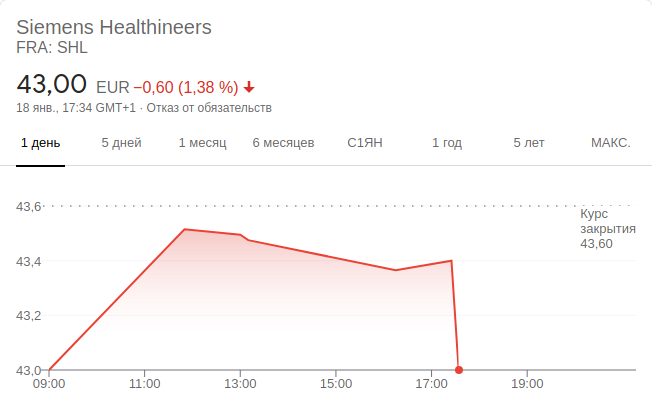 Siemens Healthineers
FRA: SHL
43,00 EUR −0,60 (1,38 %)
18 янв., 17:34 GMT+1 · Отказ от обязательств
1 день 5 дней 1 месяц 6 месяцев С1ЯН 1 год 5 лет МАКС.
43,6
Курс
закрытия
43,60
43,4
43,2
43,0
09:00 11:00 13:00 15:00 17:00 19:00